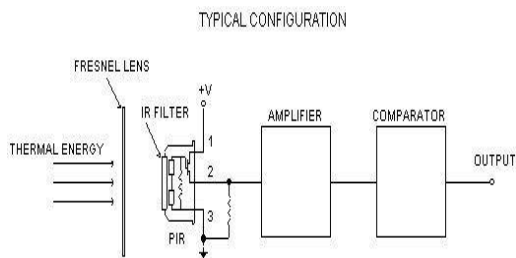 TYPICAL CONFIGURATION
FRESNEL LENS
+V
IR FILTER
AMPLIFIER
COMPARATOR
1
THERMAL ENERGY
2
OUTPUT
3
PIR